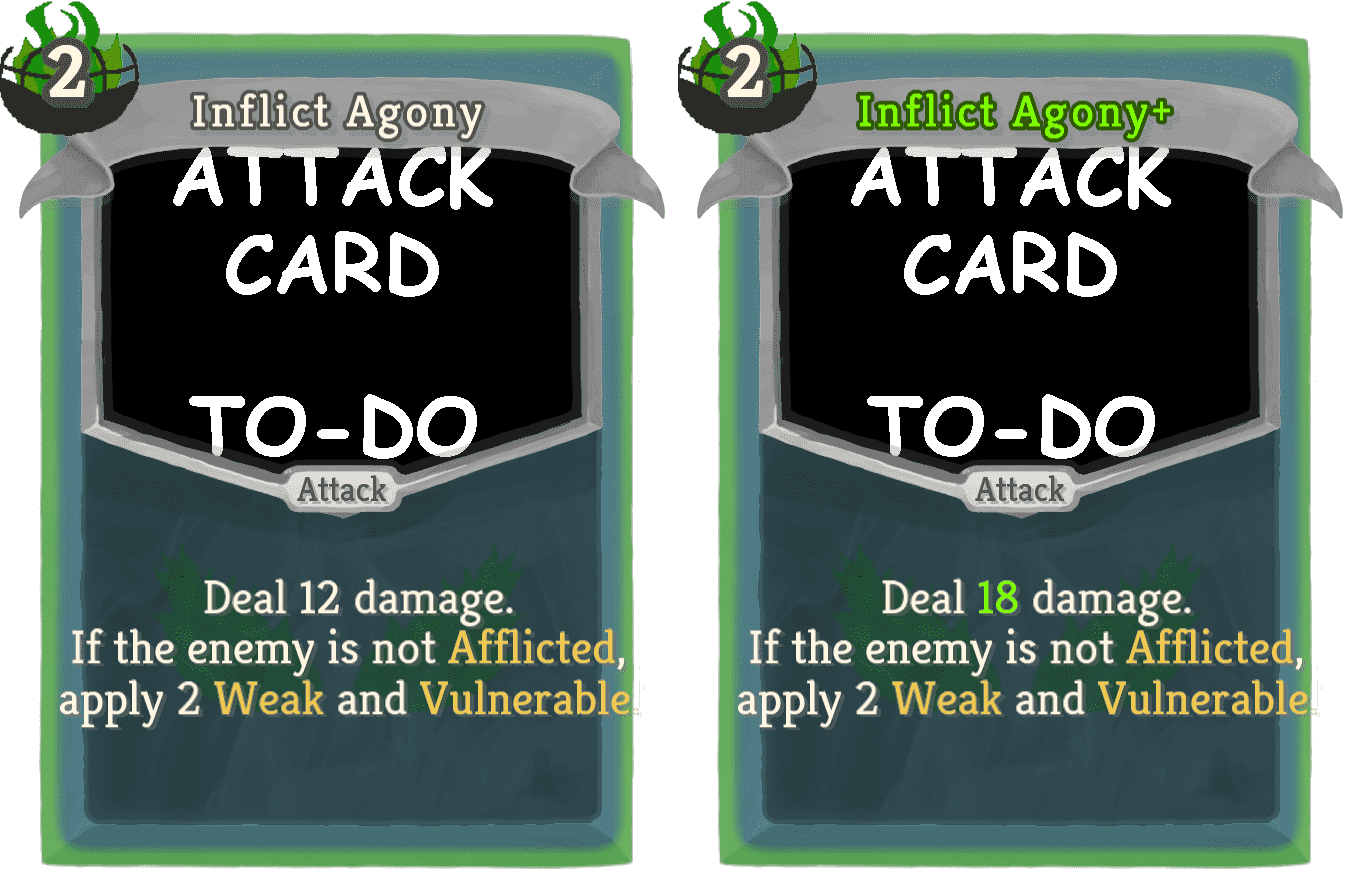 2
Inflict Agony
ATTACK
CARD
TO-DO
Attack
Deal 12 damage.
If the enemy is not Afflicted,
apply 2 Weak and Vulnerable.
2
Inflict Agony+
ATTACK
CARD
TO-DO
Attack
Deal 18 damage.
If the enemy is not Afflicted,
apply 2 Weak and Vulnerable.